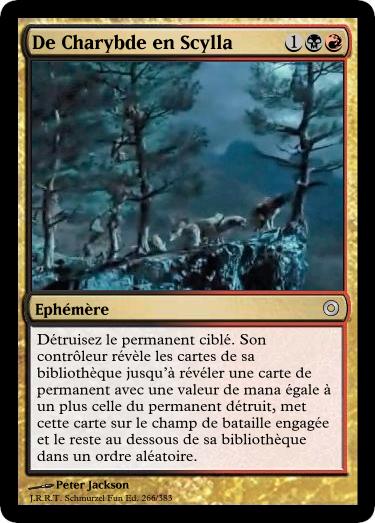 De Charybde en Scylla 1
Ephémère
Détruisez le permanent ciblé. Son
contrôleur révèle les cartes de sa
bibliothèque jusqu'à révéler une carte de
permanent avec une valeur de mana égale à
un plus celle du permanent détruit, met
cette carte sur le champ de bataille engagée
et le reste au dessous de sa bibliothèque
dans un ordre aléatoire.
Peter Jackson
J.R.R.T. Schmurzel Fun Ed. 266/383